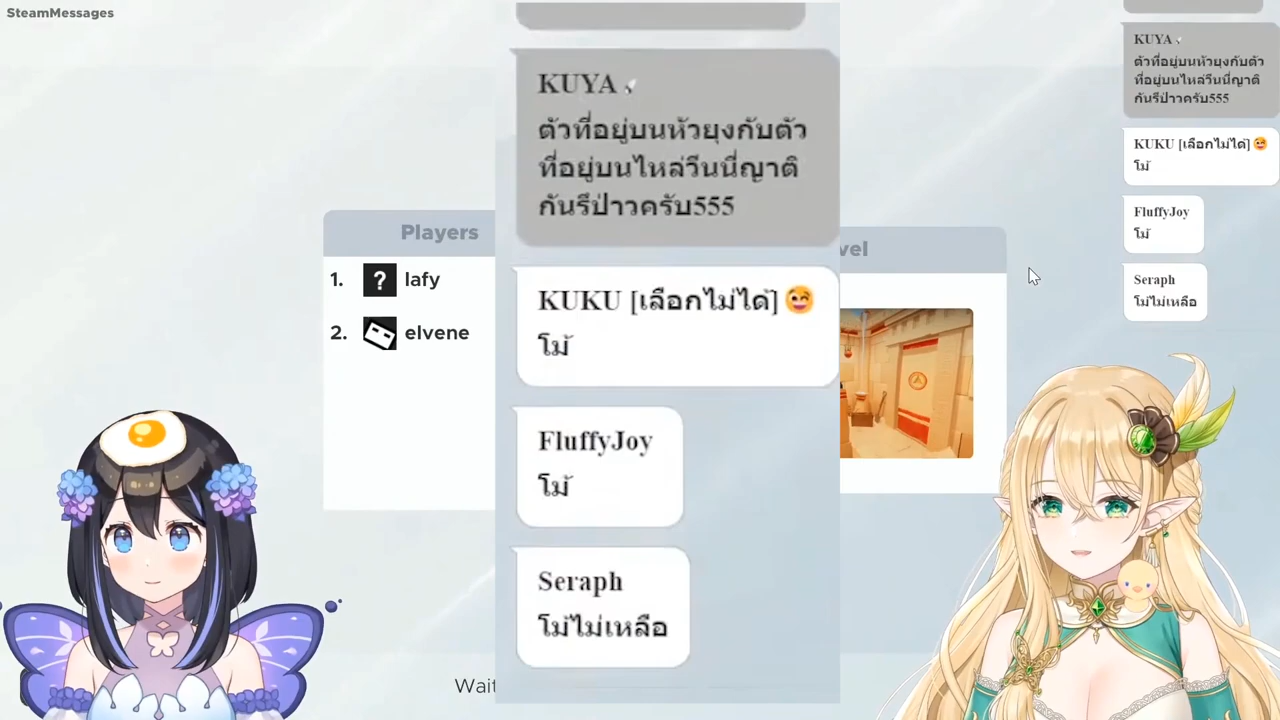 SteamMessages
Players
1. ? lafy
2. elvene
Wait
KUYA
ตัวที่อยู่บนหัวยุงกับตัว
ที่อยู่บนไหล่วีนนี่ญาติ
กันรึป่าวครับ555
KUKU [เลือกไม่ได้]
โม้
FluffyJoy
โม้
Seraph
โม้ไม่เหลือ
vel
KUYA
ตัวที่อยู่บนหัวยุงกับตัว
ที่อยู่บนไหล่วีนนี่ญาติ
กันรึป่าวครับ555
KUKU [เลือกไม่ได้]
โม้
FluffyJoy
โม้
Seraph
โม้ไม่เหลือ